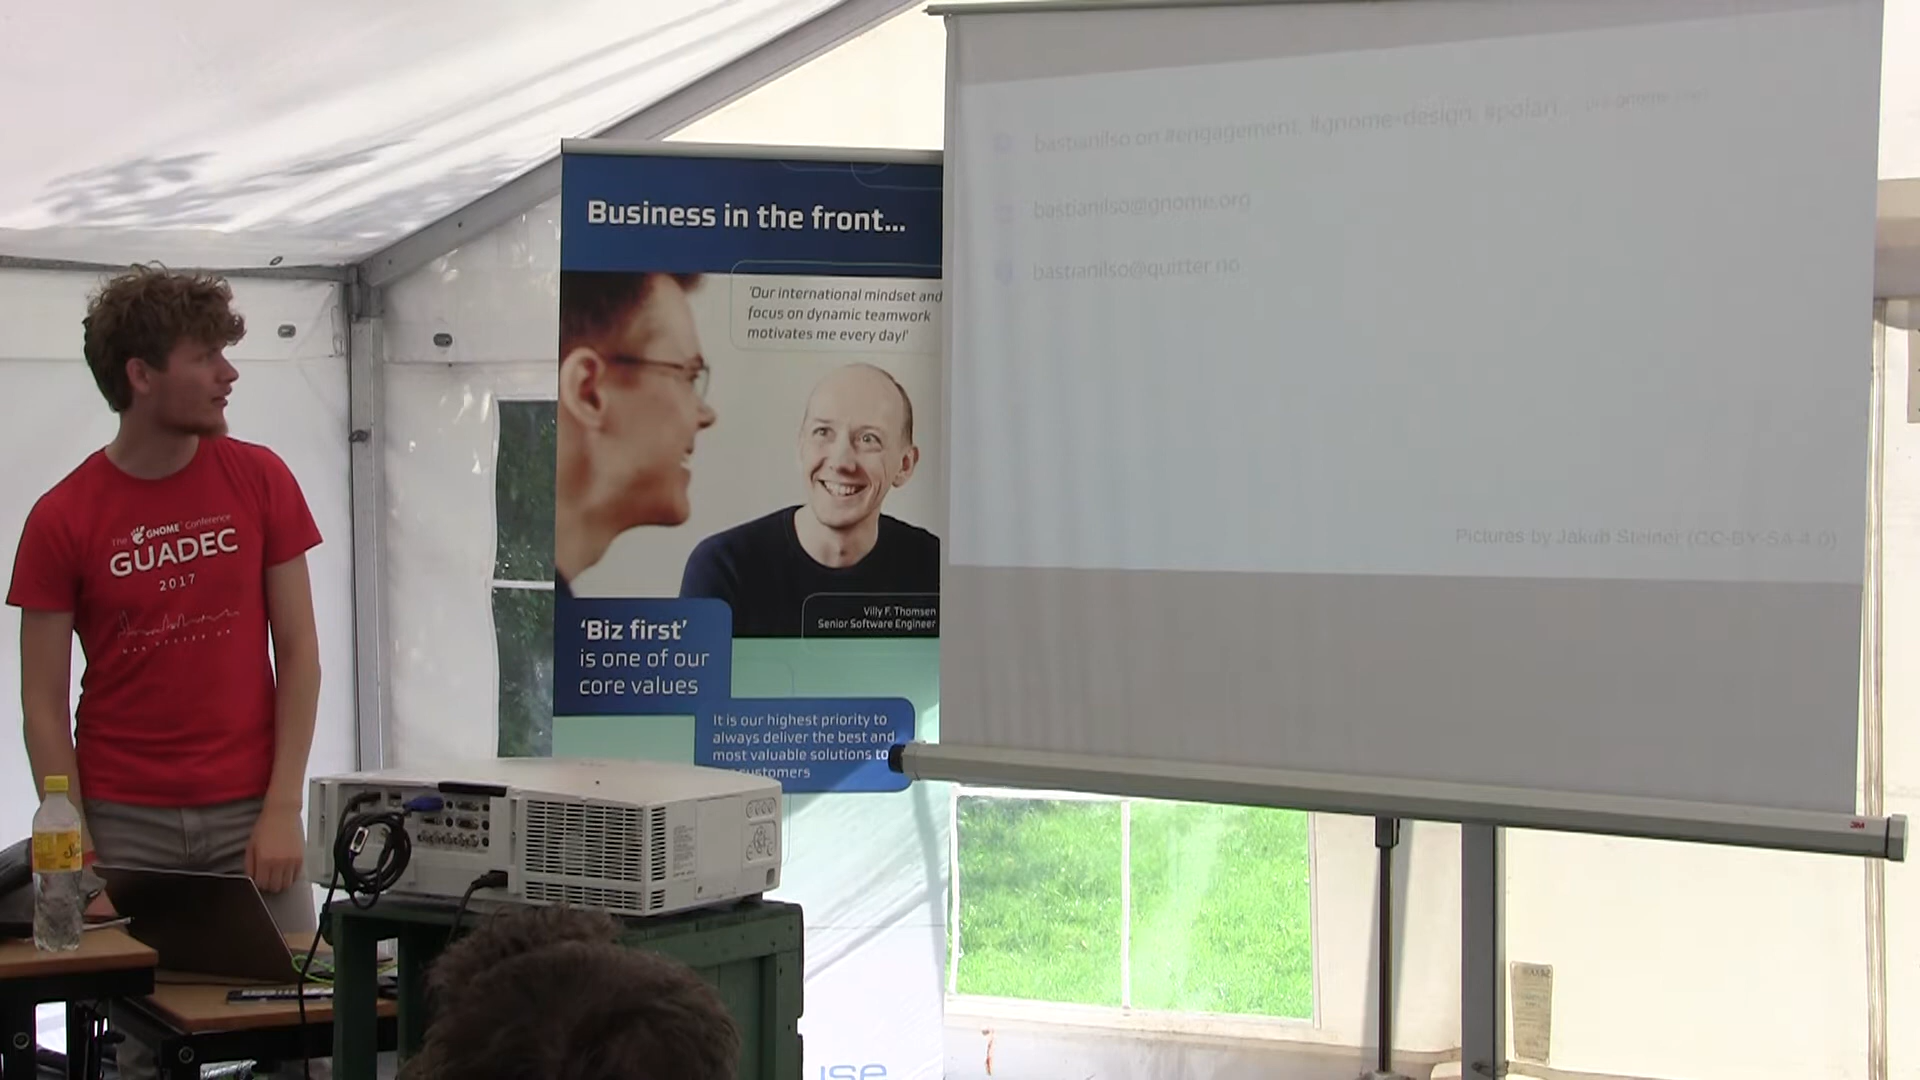 Business in the front...
'Our international mindset and
focus on dynamic teamwork
motivates me every day!'
Villy F. Thomsen
Senior Software Engineer
'Biz first'
is one of our
core values
It is our highest priority to
always deliver the best and
most valuable solutions to
customers
The GNOME Conference
GUADEC
2017
bastianilso on #engagement, #gnome-design, #polari...
bastianilso@gnome.org
bastianilso@quitter.no
Pictures by Jakub Steiner (CC-BY-SA-4.0)
3M